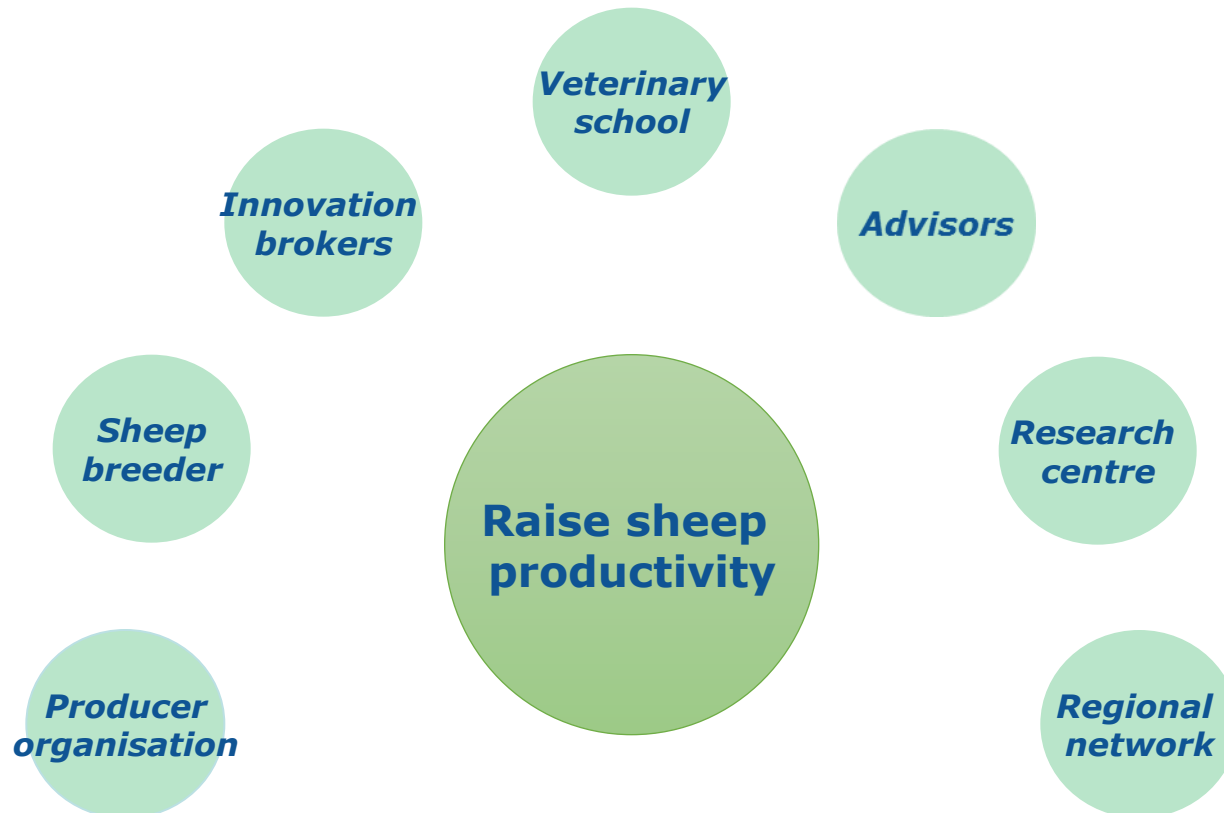 Veterinary
school
Innovation
brokers
Advisors
Sheep
breeder
Research
centre
Raise sheep
productivity
Producer
organisation
Regional
network